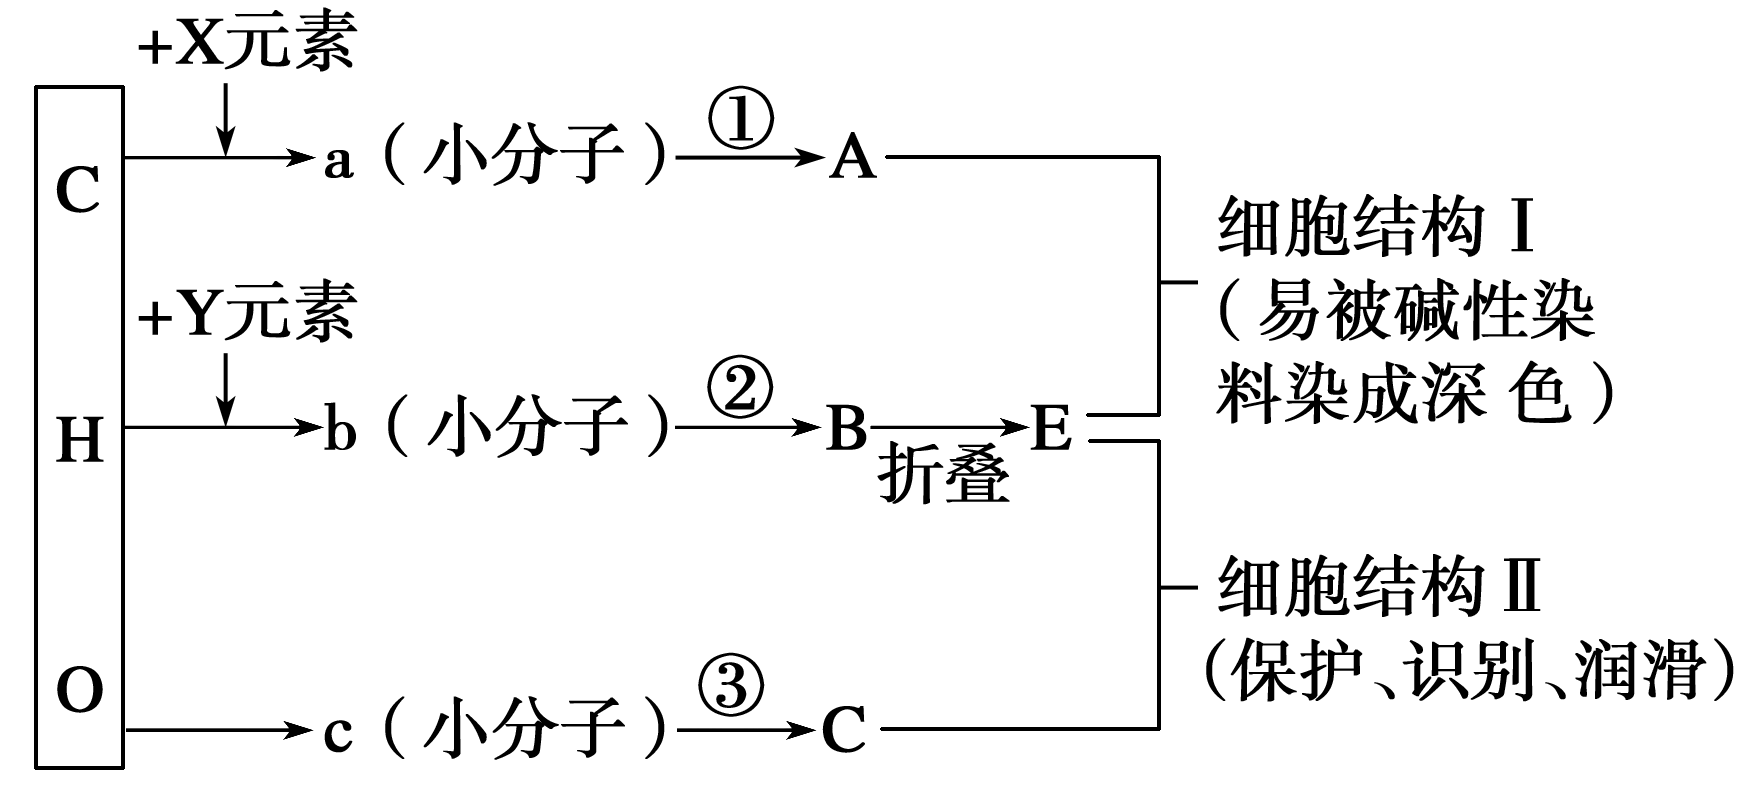 +X元素
C
a（小分子）
①
A
细胞结构Ⅰ
（易被碱性染
料染成深 色）
+Y元素
H
b（小分子）
②
B
折叠
E
细胞结构Ⅱ
(保护、识别、润滑)
O
c（小分子）
③
C